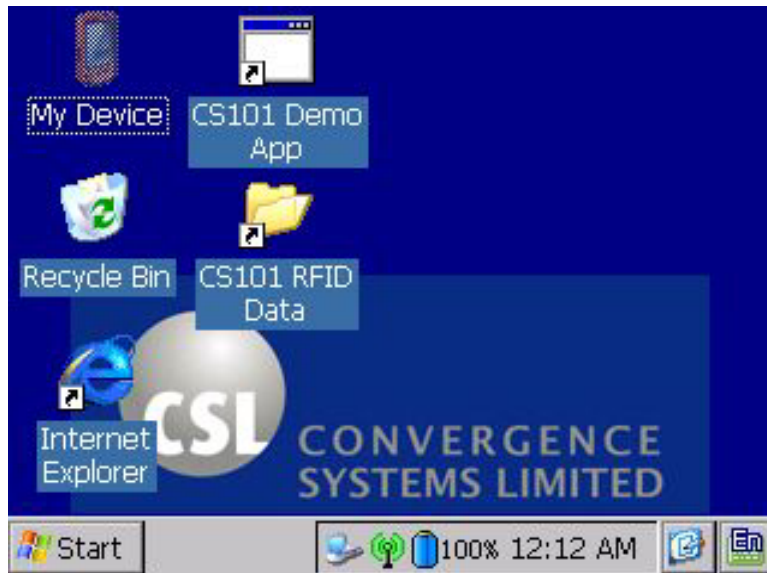 My Device
CS101 Demo
App
Recycle Bin
CS101 RFID
Data
Internet
Explorer
CSL
CONVERGENCE
SYSTEMS LIMITED
Start
100% 12:12 AM
En